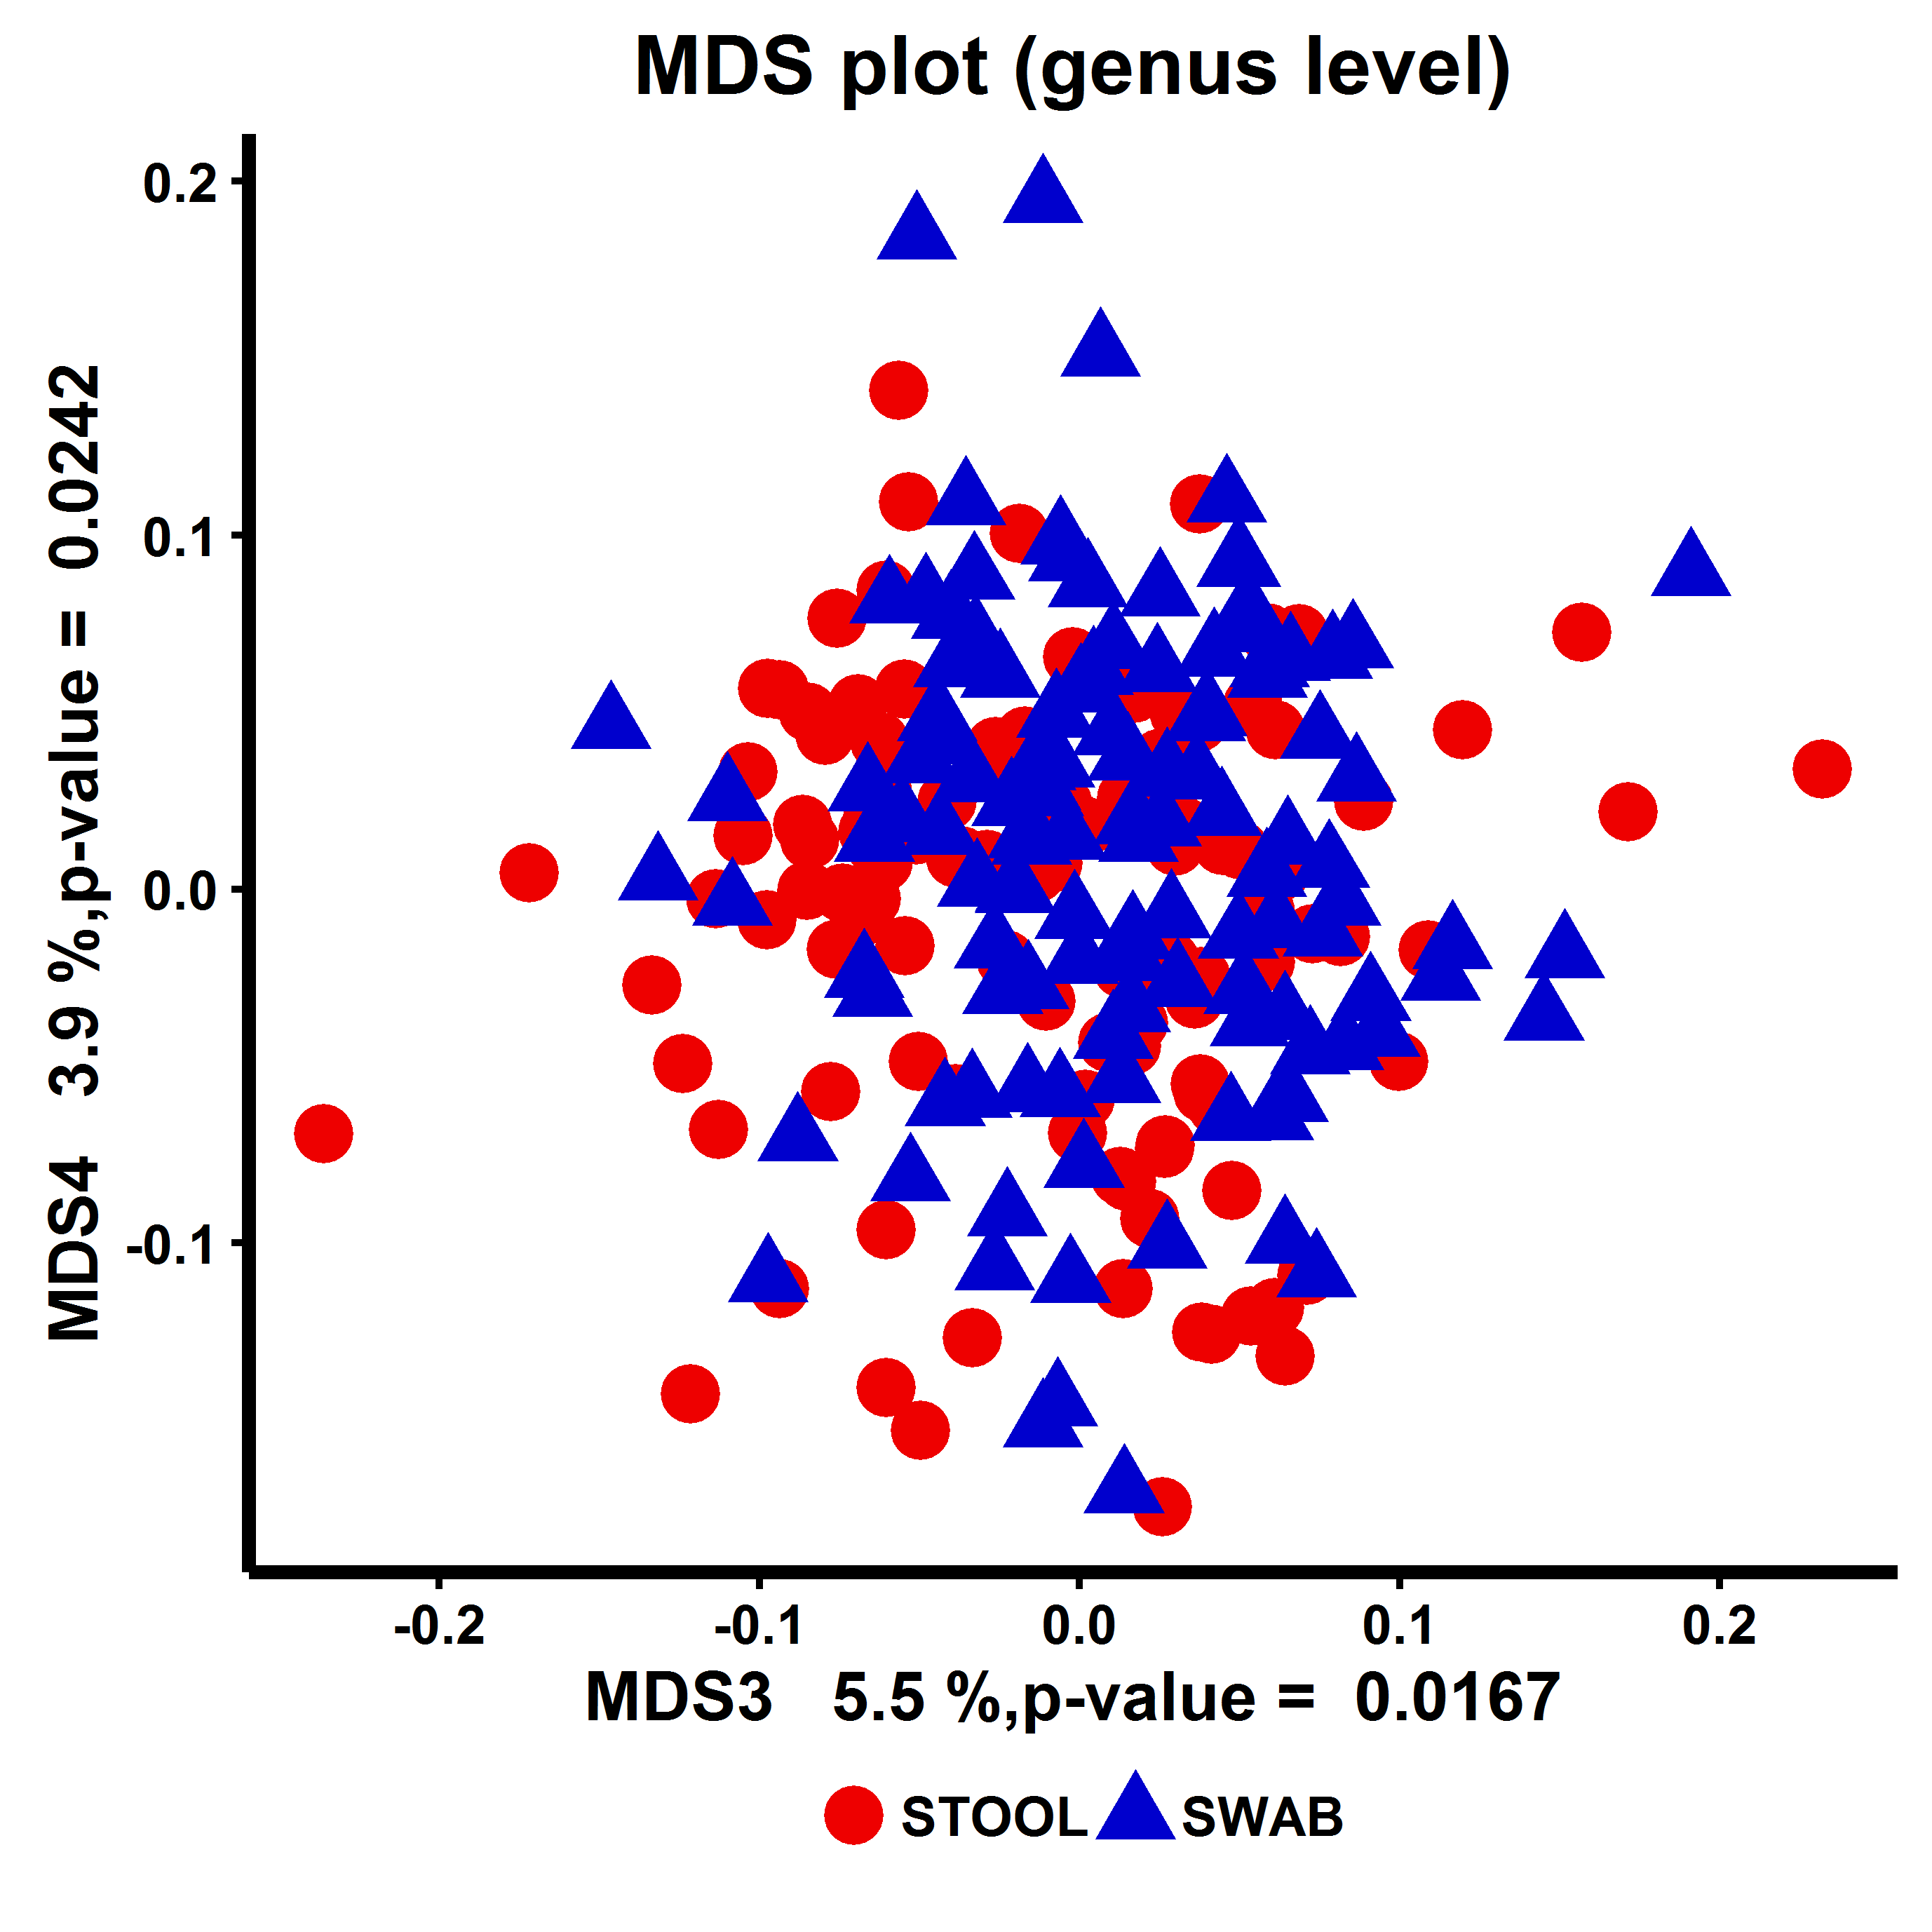 MDS plot (genus level)
MDS4 3.9 %,p-value = 0.0242
0.2
0.1
0.0
-0.1
-0.2
-0.1
0.0
0.1
0.2
MDS3 5.5 %,p-value = 0.0167
STOOL
SWAB